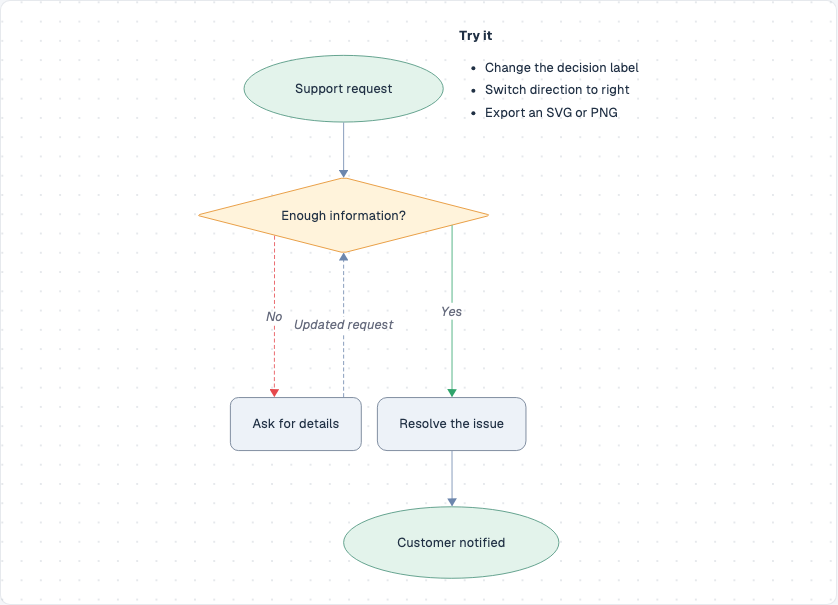 Try it
Change the decision label
Switch direction to right
Export an SVG or PNG
Support request
Enough information?
No
Updated request
Yes
Ask for details
Resolve the issue
Customer notified